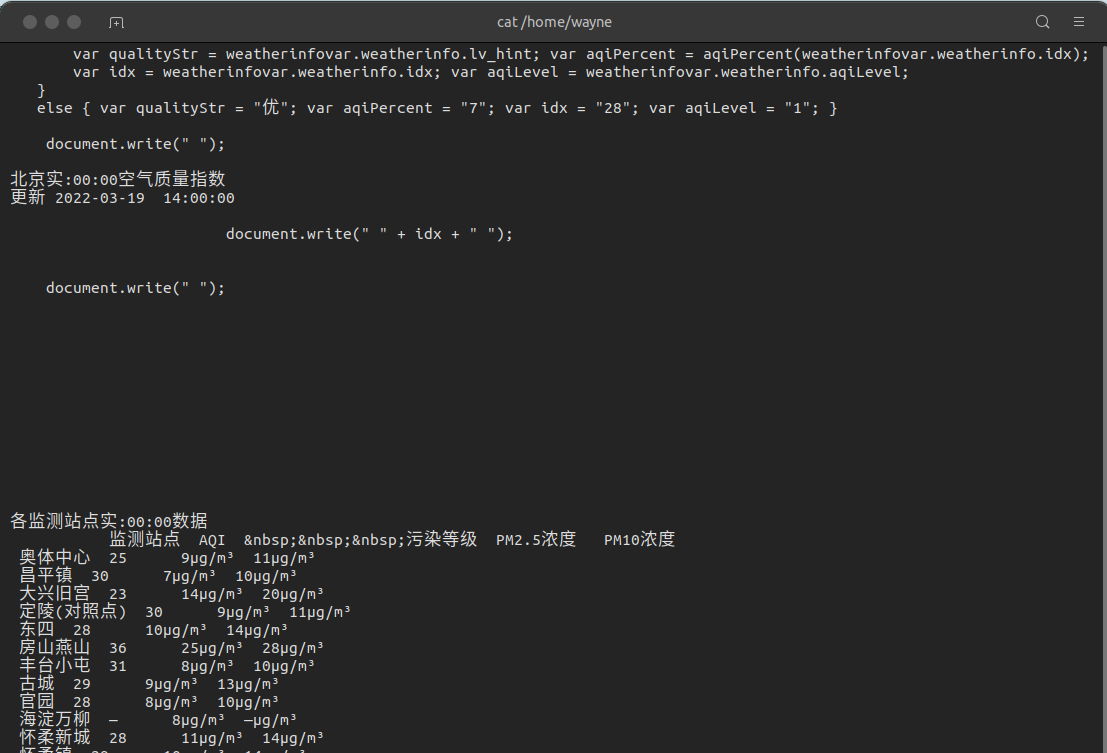 cat /home/wayne
var qualityStr = weatherinfovar.weatherinfo.lv_hint; var aqiPercent = aqiPercent(weatherinfovar.weatherinfo.idx);
var idx = weatherinfovar.weatherinfo.idx; var aqiLevel = weatherinfovar.weatherinfo.aqiLevel;
}
else { var qualityStr = "优"; var aqiPercent = "7"; var idx = "28"; var aqiLevel = "1"; }
document.write(" ");
北京实:00:00空气质量指数
更新 2022-03-19  14:00:00
document.write(" " + idx + " ");
document.write(" ");
各监测站点实:00:00数据
监测站点  AQI  &nbsp;&nbsp;&nbsp;污染等级  PM2.5浓度   PM10浓度
奥体中心  25      9μg/m³  11μg/m³
昌平镇  30      7μg/m³  10μg/m³
大兴旧宫  23      14μg/m³  20μg/m³
定陵(对照点)  30      9μg/m³  11μg/m³
东四  28      10μg/m³  14μg/m³
房山燕山  36      25μg/m³  28μg/m³
丰台小屯  31      8μg/m³  10μg/m³
古城  29      9μg/m³  13μg/m³
官园  28      8μg/m³  10μg/m³
海淀万柳  —      8μg/m³  —μg/m³
怀柔新城  28      11μg/m³  14μg/m³